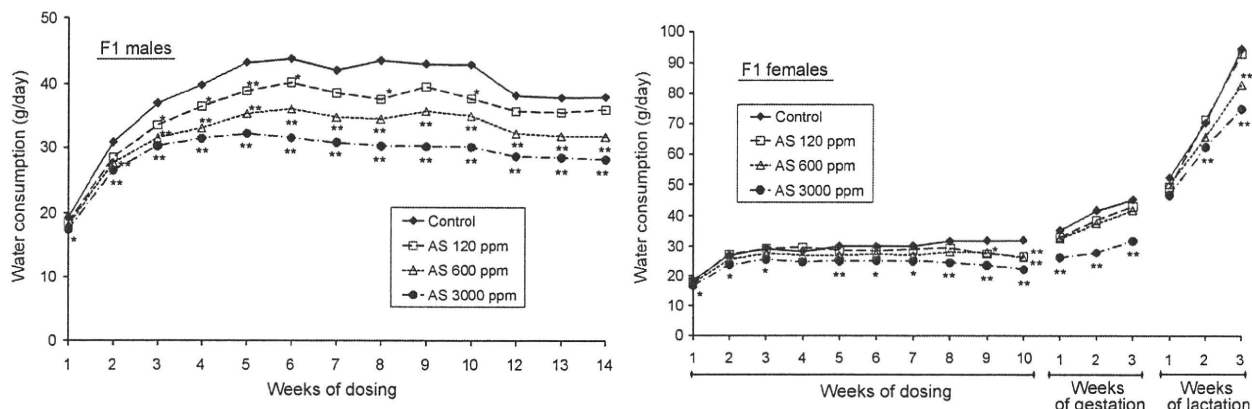 F1 males
Water consumption (g/day)
50
40
30
20
10
0
* ** ** * ** * ** ** * ** ** ** ** ** ** ** ** * ** ** ** * ** ** ** ** ** ** ** ** ** **
Control
AS 120 ppm
AS 600 ppm
AS 3000 ppm
1 2 3 4 5 6 7 8 9 10 12 13 14
Weeks of dosing
F1 females
Water consumption (g/day)
100
90
80
70
60
50
40
30
20
10
0
Control
AS 120 ppm
AS 600 ppm
AS 3000 ppm
* * * ** * * ** * ** ** ** ** ** ** ** ** ** **
1 2 3 4 5 6 7 8 9 10 1 2 3 1 2 3
Weeks of dosing
Weeks
of gestation
Weeks
of lactation